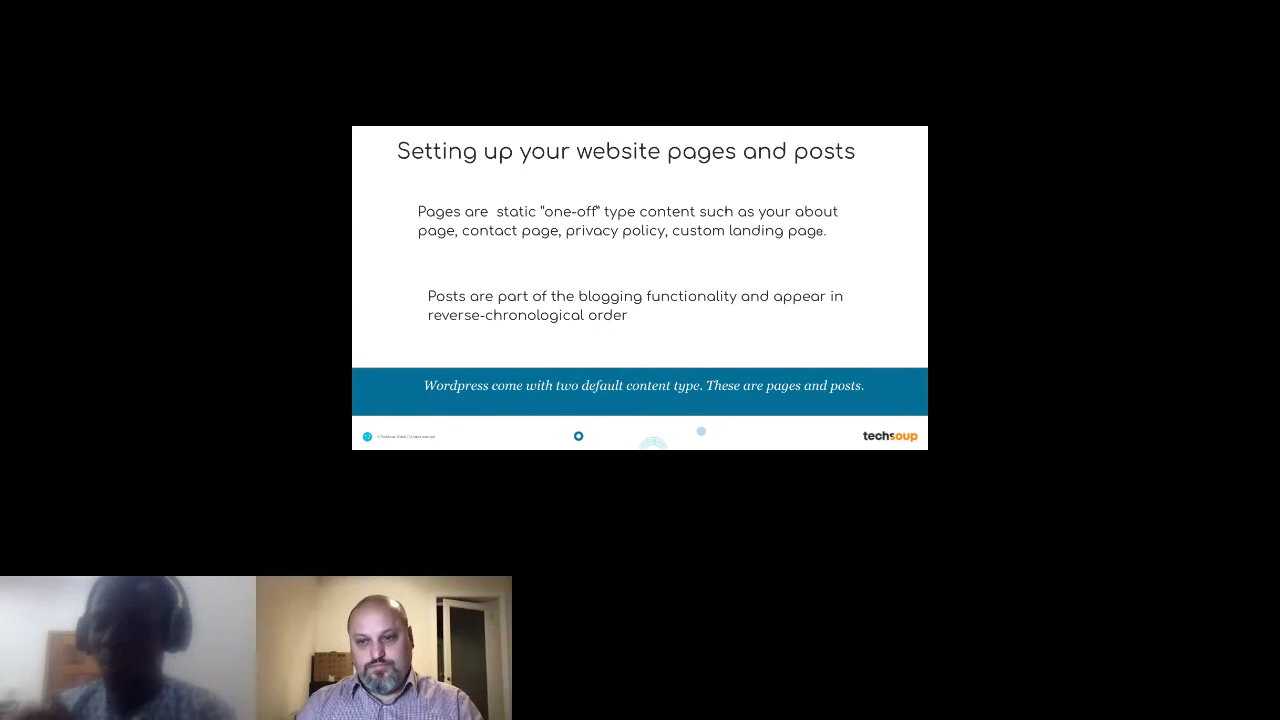 Setting up your website pages and posts
Pages are static "one-off" type content such as your about
page, contact page, privacy policy, custom landing page.
Posts are part of the blogging functionality and appear in
reverse-chronological order
Wordpress come with two default content type. These are pages and posts.
techsoup